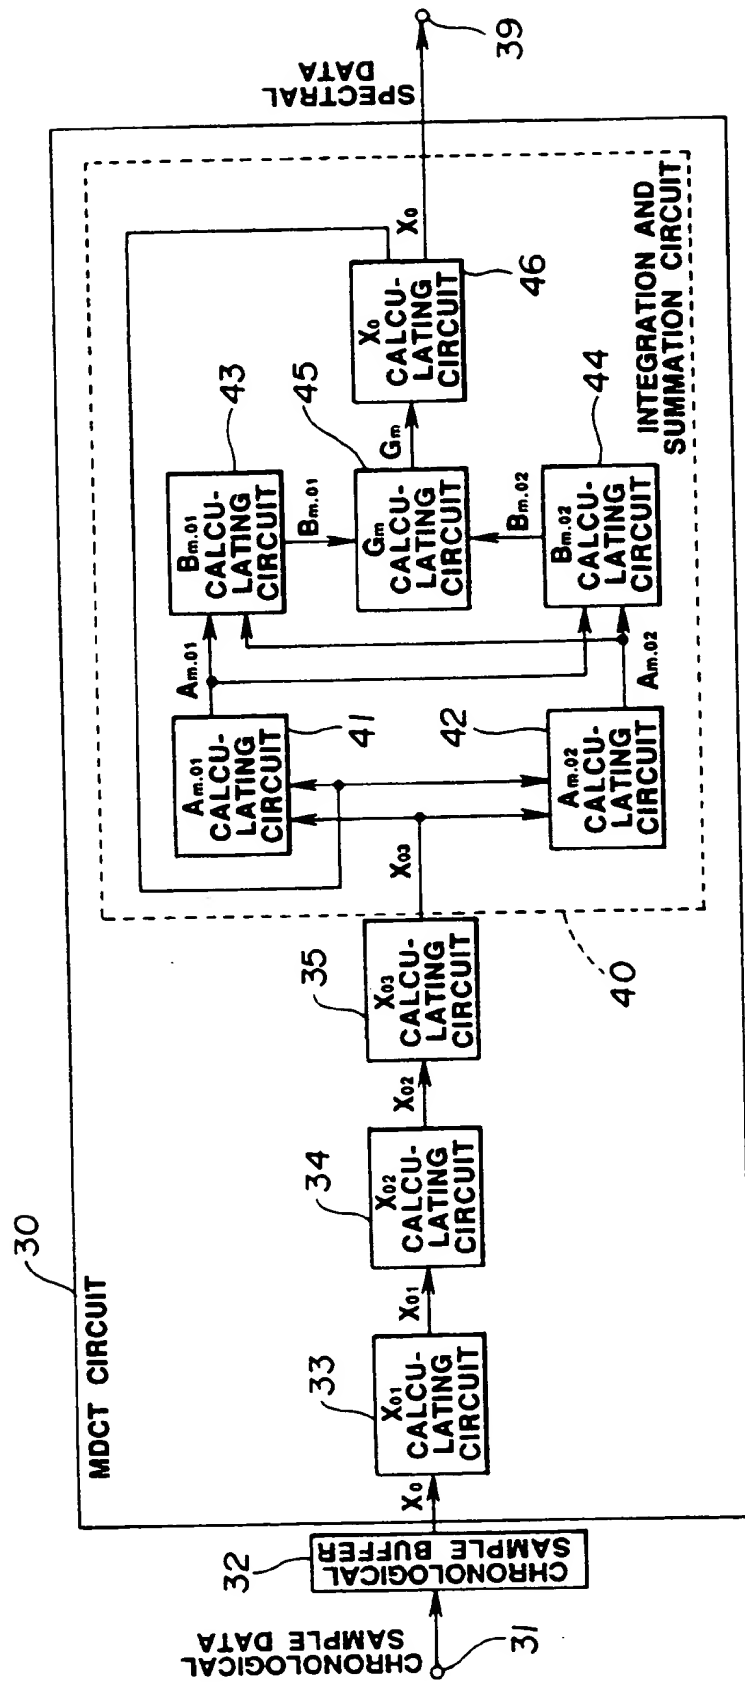 MDCT CIRCUIT
30
CHRONOLOGICAL
SAMPLE DATA
31
CHRONOLOGICAL
SAMPLE BUFFER
32
X0
X01
CALCU-
LATING
CIRCUIT
33
X01
X02
CALCU-
LATING
CIRCUIT
34
X02
X03
CALCU-
LATING
CIRCUIT
35
X03
40
Am.01
CALCU-
LATING
CIRCUIT
41
Am.01
Am.02
CALCU-
LATING
CIRCUIT
42
Am.02
Bm.01
CALCU-
LATING
CIRCUIT
43
Bm.01
Gm
CALCU-
LATING
CIRCUIT
45
Gm
Bm.02
Bm.02
CALCU-
LATING
CIRCUIT
44
X0
CALCU-
LATING
CIRCUIT
46
X0
INTEGRATION AND
SUMMATION CIRCUIT
SPECTRAL
DATA
39